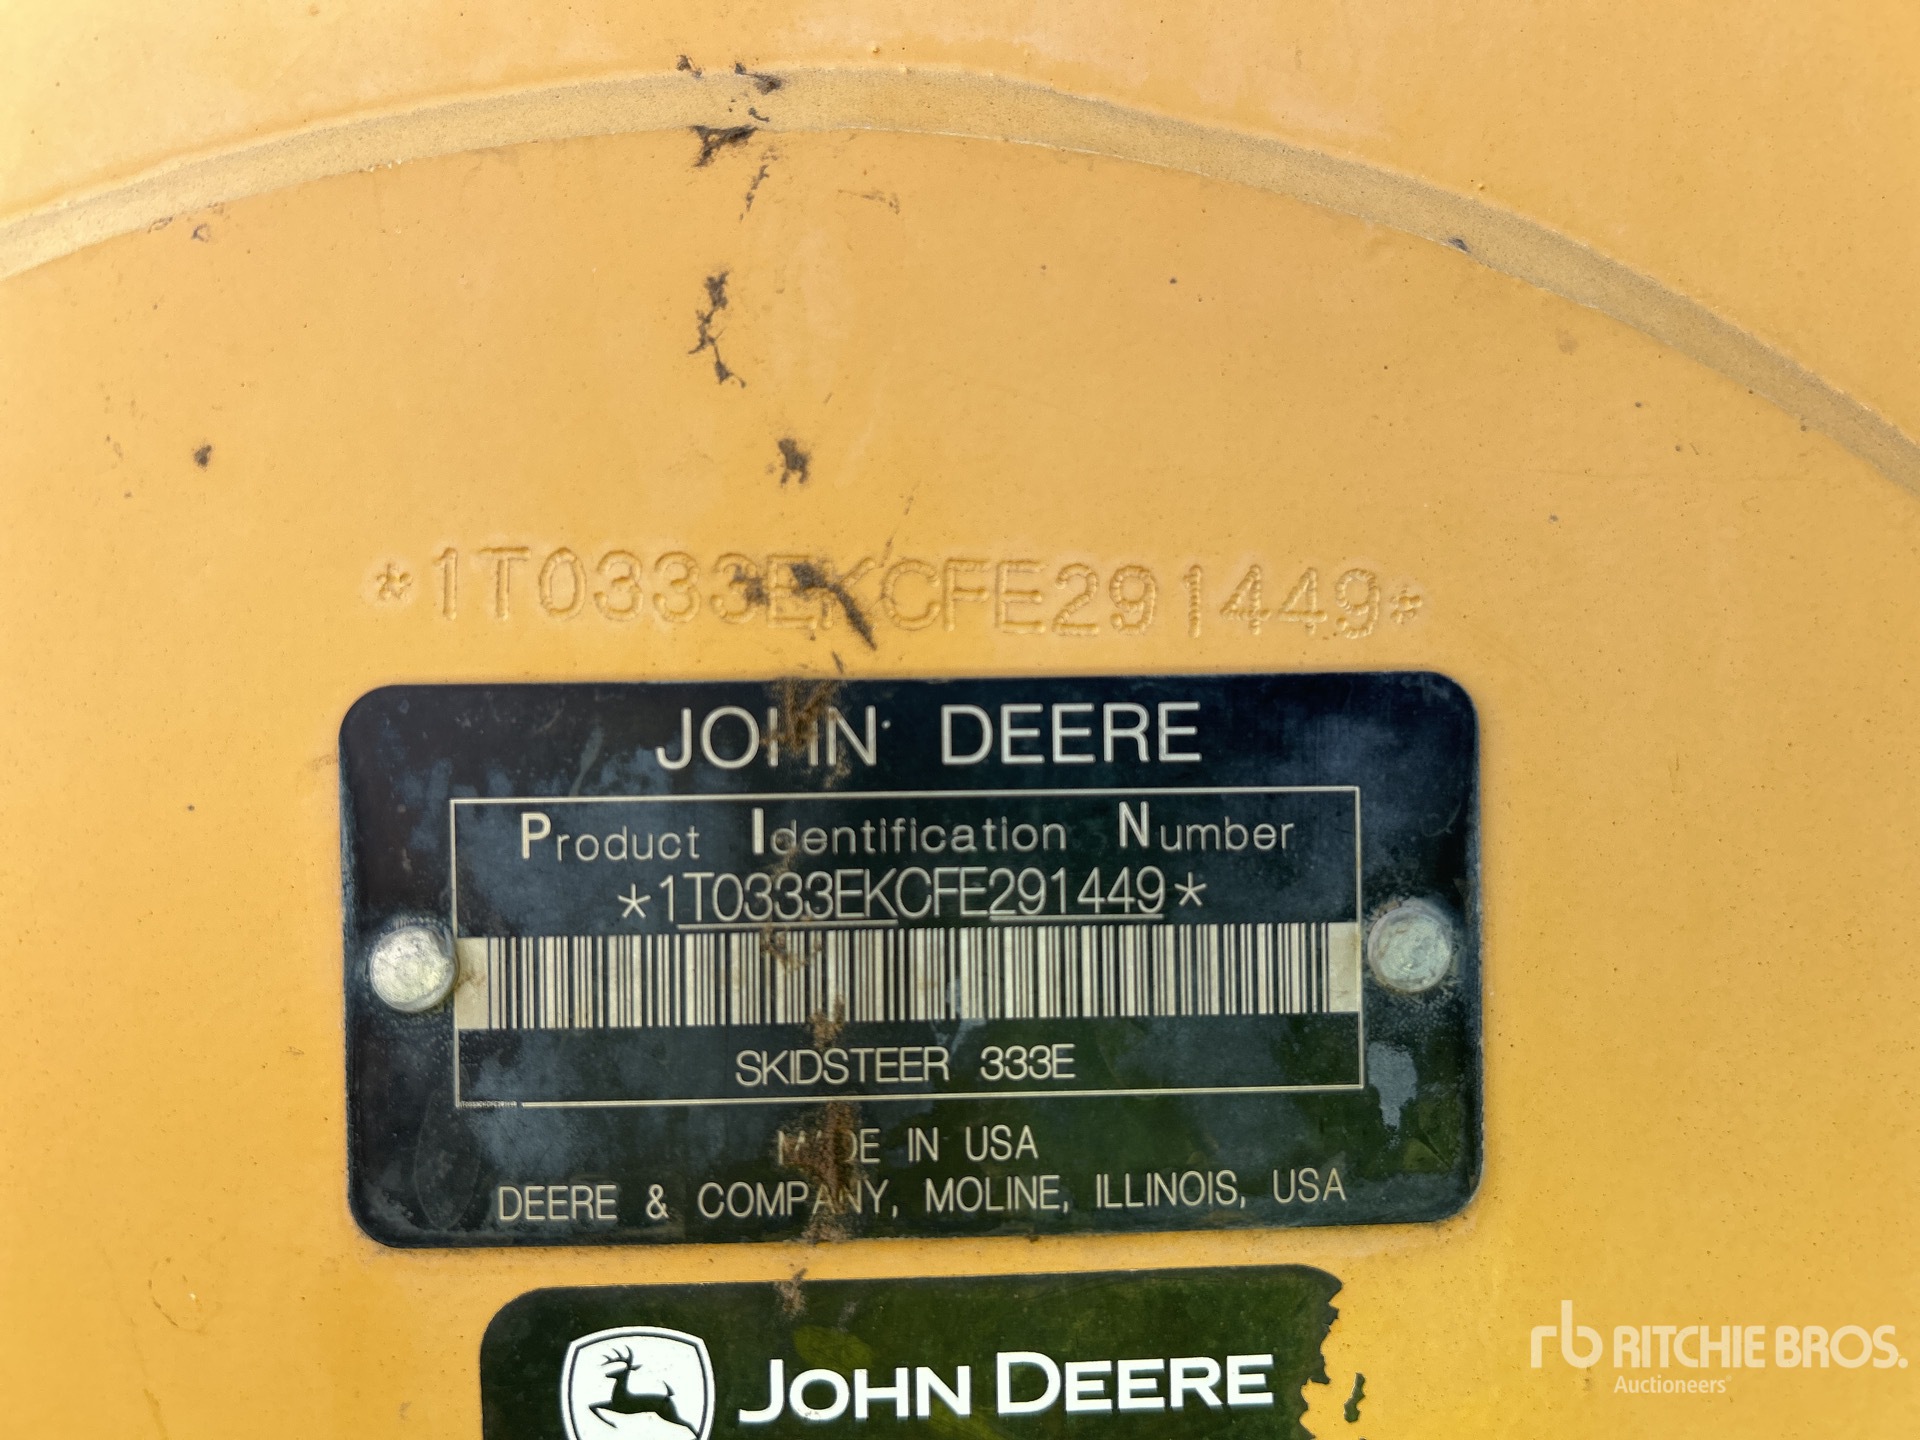 *1T0333EKCFE291449*
JOHN DEERE
Product Identification Number
*1T0333EKCFE291449*
SKIDSTEER 333E
MADE IN USA
DEERE & COMPANY, MOLINE, ILLINOIS, USA
JOHN DEERE
rb RITCHIE BROS.
Auctioneers